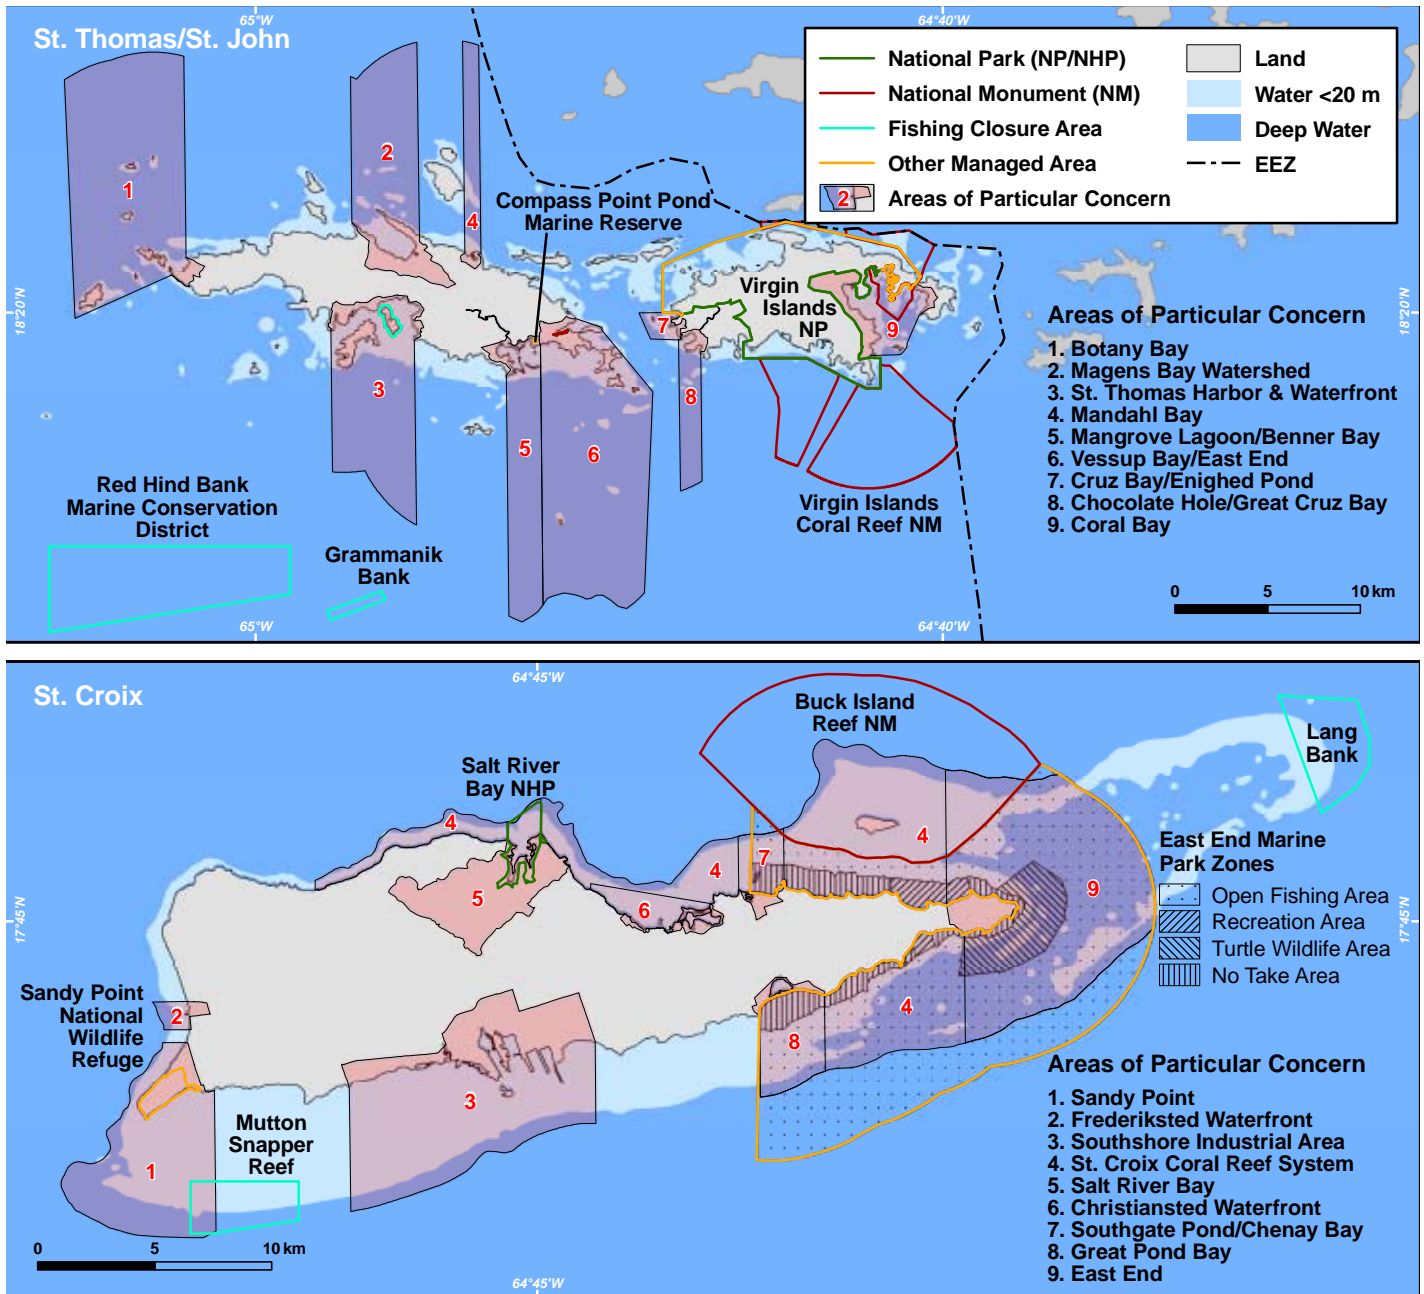 65°W
64°40'W
St. Thomas/St. John
National Park (NP/NHP)
National Monument (NM)
Fishing Closure Area
Other Managed Area
2
Areas of Particular Concern
Land
Water <20 m
Deep Water
EEZ
1
2
4
Compass Point Pond
Marine Reserve
18°20'N
Virgin
Islands
NP
7
9
3
8
5
6
18°20'N
Areas of Particular Concern
1. Botany Bay
2. Magens Bay Watershed
3. St. Thomas Harbor & Waterfront
4. Mandahl Bay
5. Mangrove Lagoon/Benner Bay
6. Vessup Bay/East End
7. Cruz Bay/Enighed Pond
8. Chocolate Hole/Great Cruz Bay
9. Coral Bay
Red Hind Bank
Marine Conservation
District
Grammanik
Bank
Virgin Islands
Coral Reef NM
0 5 10 km
65°W
64°40'W
64°45'W
St. Croix
Buck Island
Reef NM
Lang
Bank
Salt River
Bay NHP
4
4
7
4
5
6
9
17°45'N
17°45'N
East End Marine
Park Zones
Open Fishing Area
Recreation Area
Turtle Wildlife Area
No Take Area
Sandy Point
National
Wildlife
Refuge
2
4
8
3
1
Mutton
Snapper
Reef
Areas of Particular Concern
1. Sandy Point
2. Frederiksted Waterfront
3. Southshore Industrial Area
4. St. Croix Coral Reef System
5. Salt River Bay
6. Christiansted Waterfront
7. Southgate Pond/Chenay Bay
8. Great Pond Bay
9. East End
0 5 10 km
64°45'W